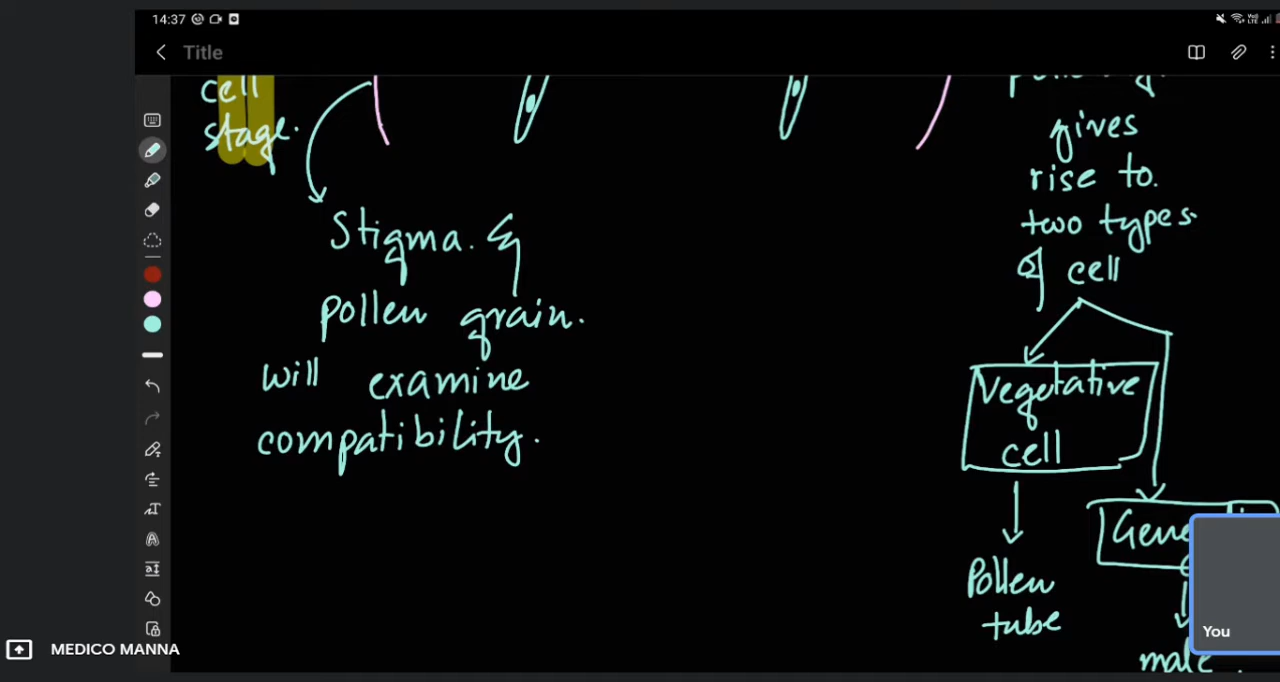 14:37
Title
cell
stage.
Stigma. &
pollen grain.
will examine
compatibility.
gives
rise to.
two types
of cell
Vegetative
cell
Pollen
tube
male.
You
MEDICO MANNA